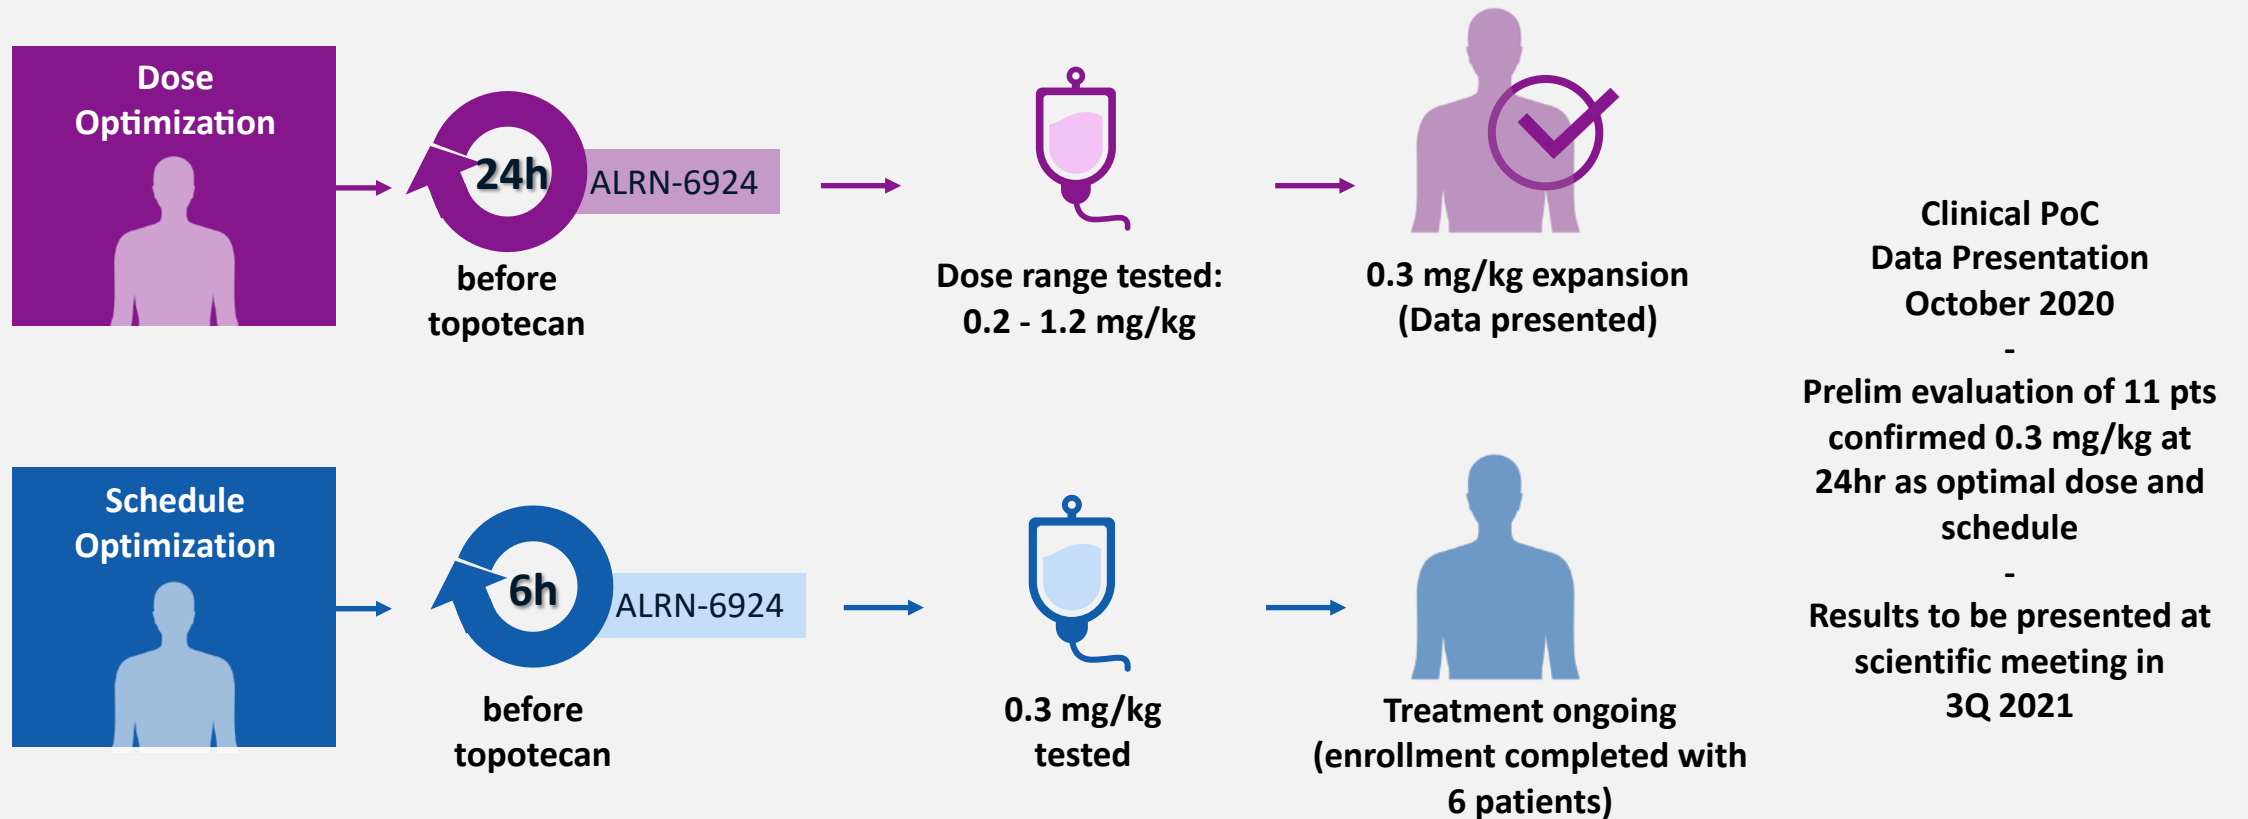 Dose
Optimization
24h
ALRN-6924
before
topotecan
Dose range tested:
0.2 - 1.2 mg/kg
0.3 mg/kg expansion
(Data presented)
Schedule
Optimization
6h
ALRN-6924
before
topotecan
0.3 mg/kg
tested
Treatment ongoing
(enrollment completed with
6 patients)
Clinical PoC
Data Presentation
October 2020
-
Prelim evaluation of 11 pts
confirmed 0.3 mg/kg at
24hr as optimal dose and
schedule
-
Results to be presented at
scientific meeting in
3Q 2021